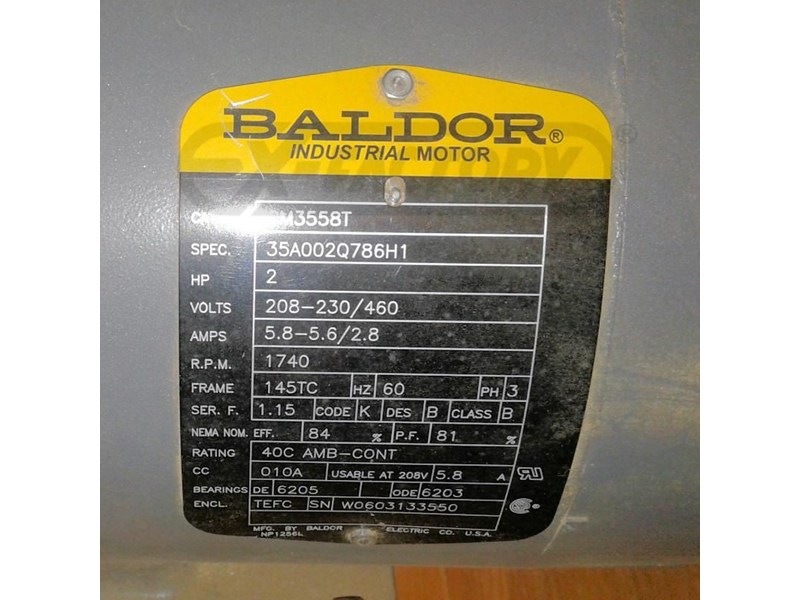 BALDOR®
INDUSTRIAL MOTOR
EX-FACTORY ®
M3558T
SPEC. 35A002Q786H1
HP 2
VOLTS 208-230/460
AMPS 5.8-5.6/2.8
R.P.M. 1740
FRAME 145TC HZ 60 PH 3
SER. F. 1.15 CODE K DES B CLASS B
NEMA NOM. EFF. 84 % P.F. 81 %
RATING 40C AMB-CONT
CC 010A USABLE AT 208V 5.8 A
BEARINGS DE 6205 ODE 6203
ENCL. TEFC SN W0603133550
MFG. BY BALDOR ELECTRIC CO. U.S.A.
NP1256L